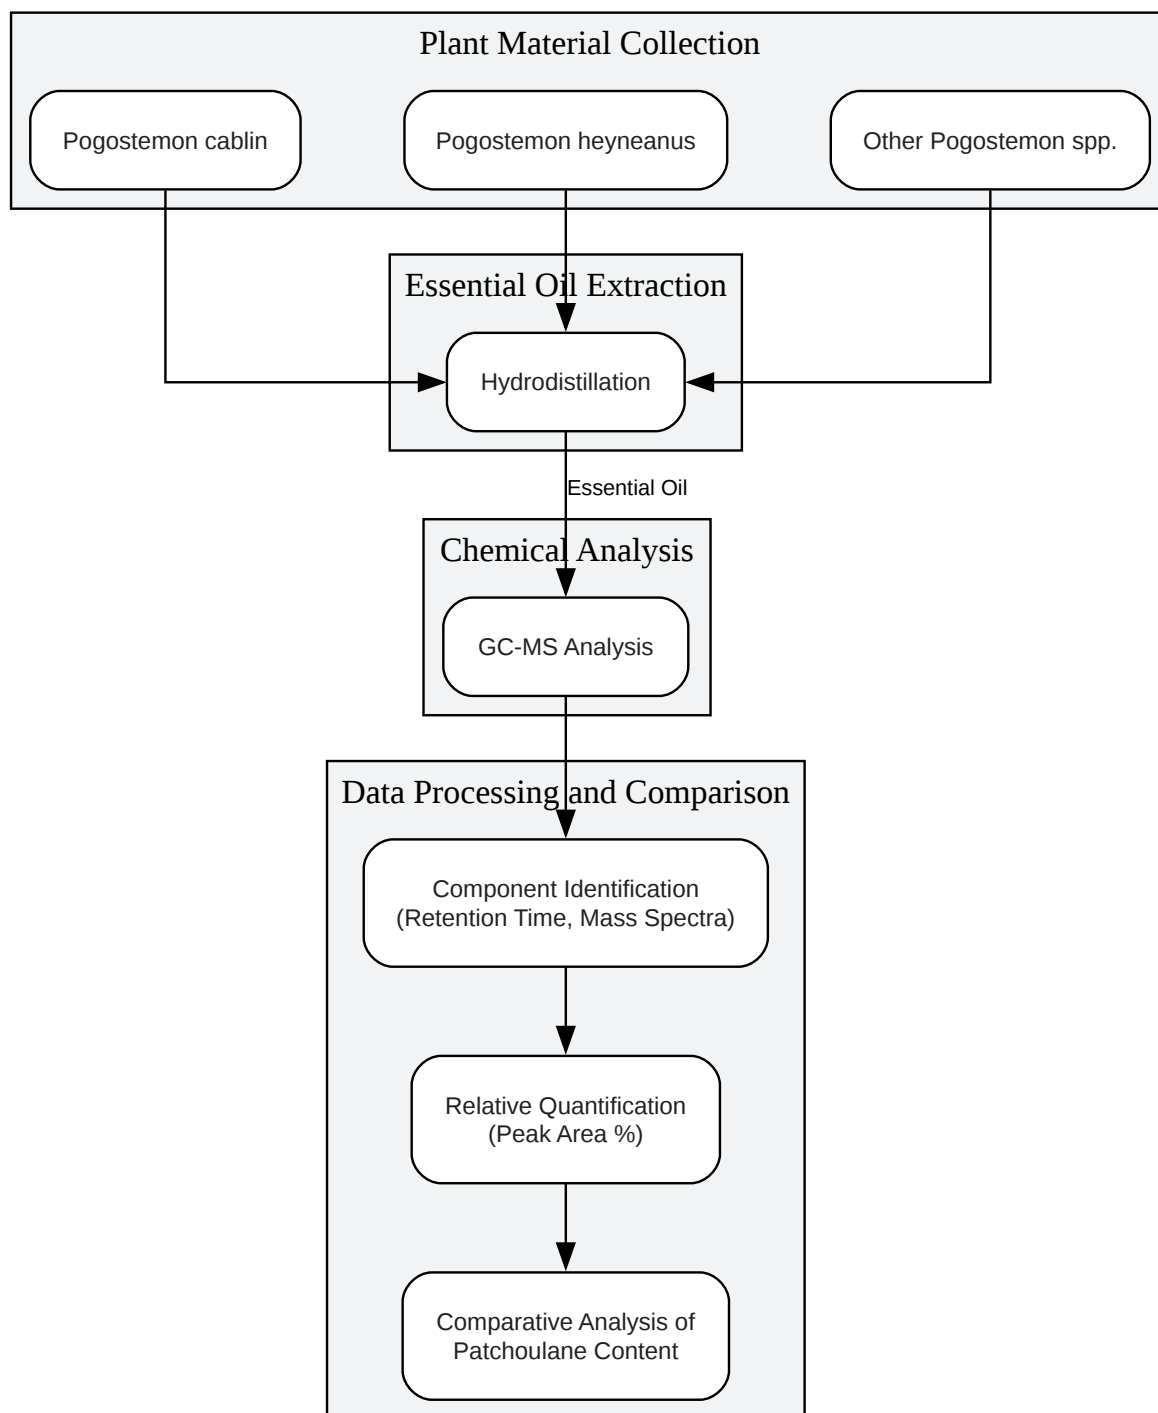 Plant Material Collection
Pogostemon cablin
Pogostemon heyneanus
Other Pogostemon spp.
Essential Oil Extraction
Hydrodistillation
Essential Oil
Chemical Analysis
GC-MS Analysis
Data Processing and Comparison
Component Identification
(Retention Time, Mass Spectra)
Relative Quantification
(Peak Area %)
Comparative Analysis of
Patchoulane Content